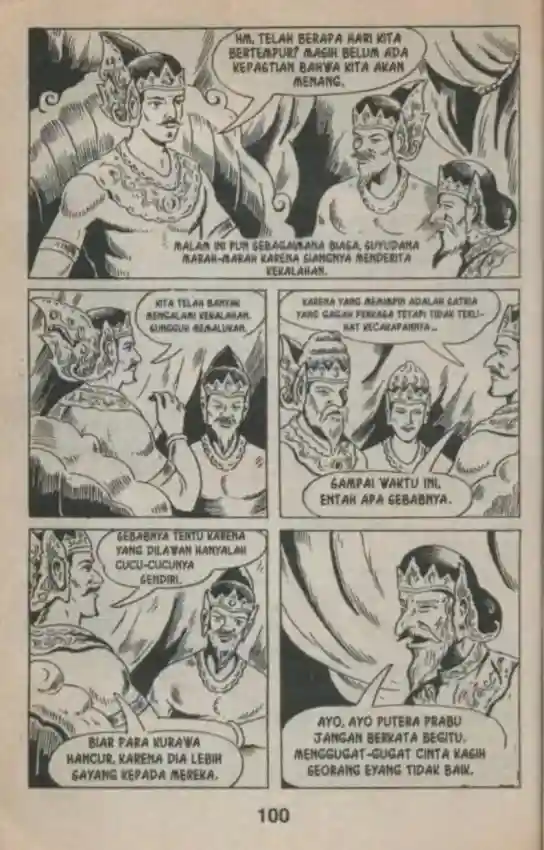 HM, TELAH BERAPA HARI KITA
BERTEMPUR? MASIH BELUM ADA
KEPASTIAN BAHWA KITA AKAN
MENANG.
MALAM INI PUN SEBAGAIMANA BIASA, SUYUDANA
MARAH-MARAH KARENA SIANGNYA MENDERITA
KEKALAHAN.
KITA TELAH BANYAK
MENGALAMI KEKALAHAN.
SUNGGUH MEMALUKAN.
KARENA YANG MEMIMPIN ADALAH SATRIA
YANG GAGAH PERKASA TETAPI TIDAK TERLI-
HAT KECAKAPANNYA ..
SAMPAI WAKTU INI,
ENTAH APA SEBABNYA.
SEBABNYA TENTU KARENA
YANG DILAWAN HANYALAH
CUCU-CUCUNYA
SENDIRI.
BIAR PARA KURAWA
HANCUR, KARENA DIA LEBIH
SAYANG KEPADA MEREKA.
AYO, AYO PUTERA PRABU
JANGAN BERKATA BEGITU.
MENGGUGAT-GUGAT CINTA KASIH
SEORANG EYANG TIDAK BAIK.
100